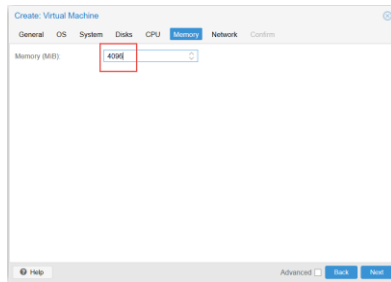 Create: Virtual Machine
General OS System Disks CPU Memory Network Confirm
Memory (MiB) 4096
Help Advanced Back Next